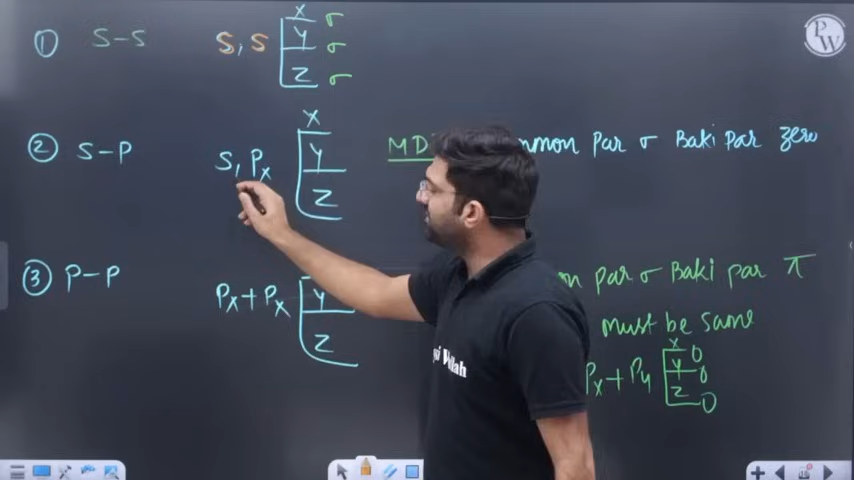 ① S-S S, S X σ
Y σ
Z σ
② S-P S, Px X
Y
Z
MD mmon Par σ Baki Par zero
③ P-P Px+Px Y
Z
on par σ Baki par π
must be same
Px+Py X 0
Y 0
Z 0
PW